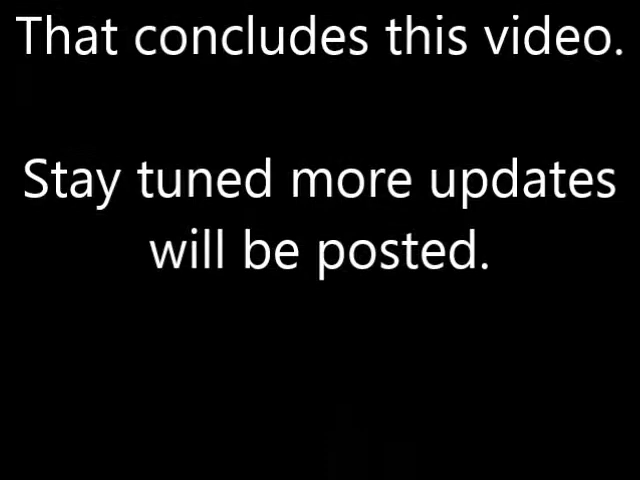 That concludes this video.
Stay tuned more updates
will be posted.